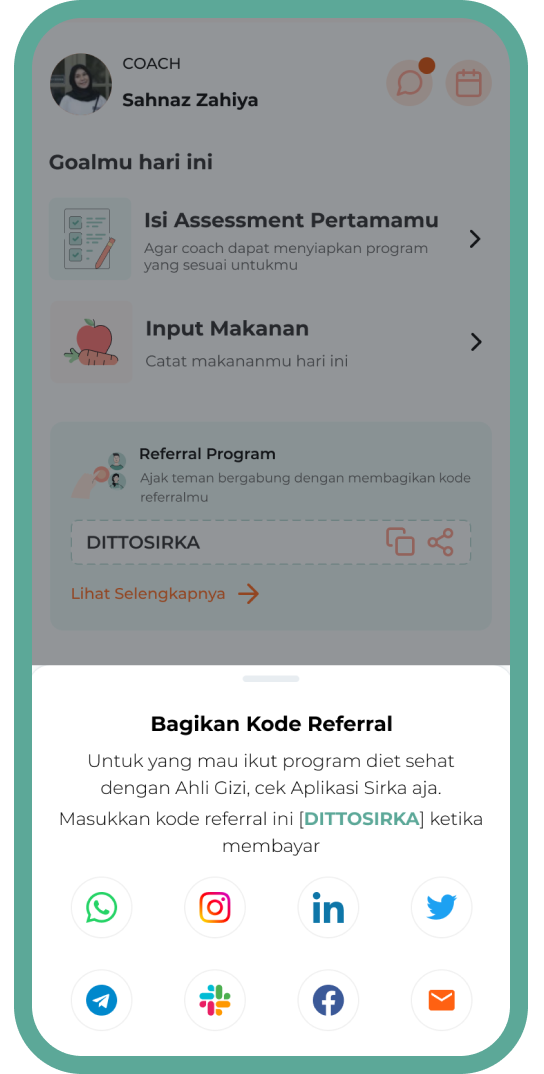 COACH
Sahnaz Zahiya
Goalmu hari ini
Isi Assessment Pertamamu
Agar coach dapat menyiapkan program
yang sesuai untukmu
Input Makanan
Catat makananmu hari ini
Referral Program
Ajak teman bergabung dengan membagikan kode
referralmu
DITTOSIRKA
Lihat Selengkapnya
Bagikan Kode Referral
Untuk yang mau ikut program diet sehat
dengan Ahli Gizi, cek Aplikasi Sirka aja.
Masukkan kode referral ini [DITTOSIRKA] ketika
membayar
in